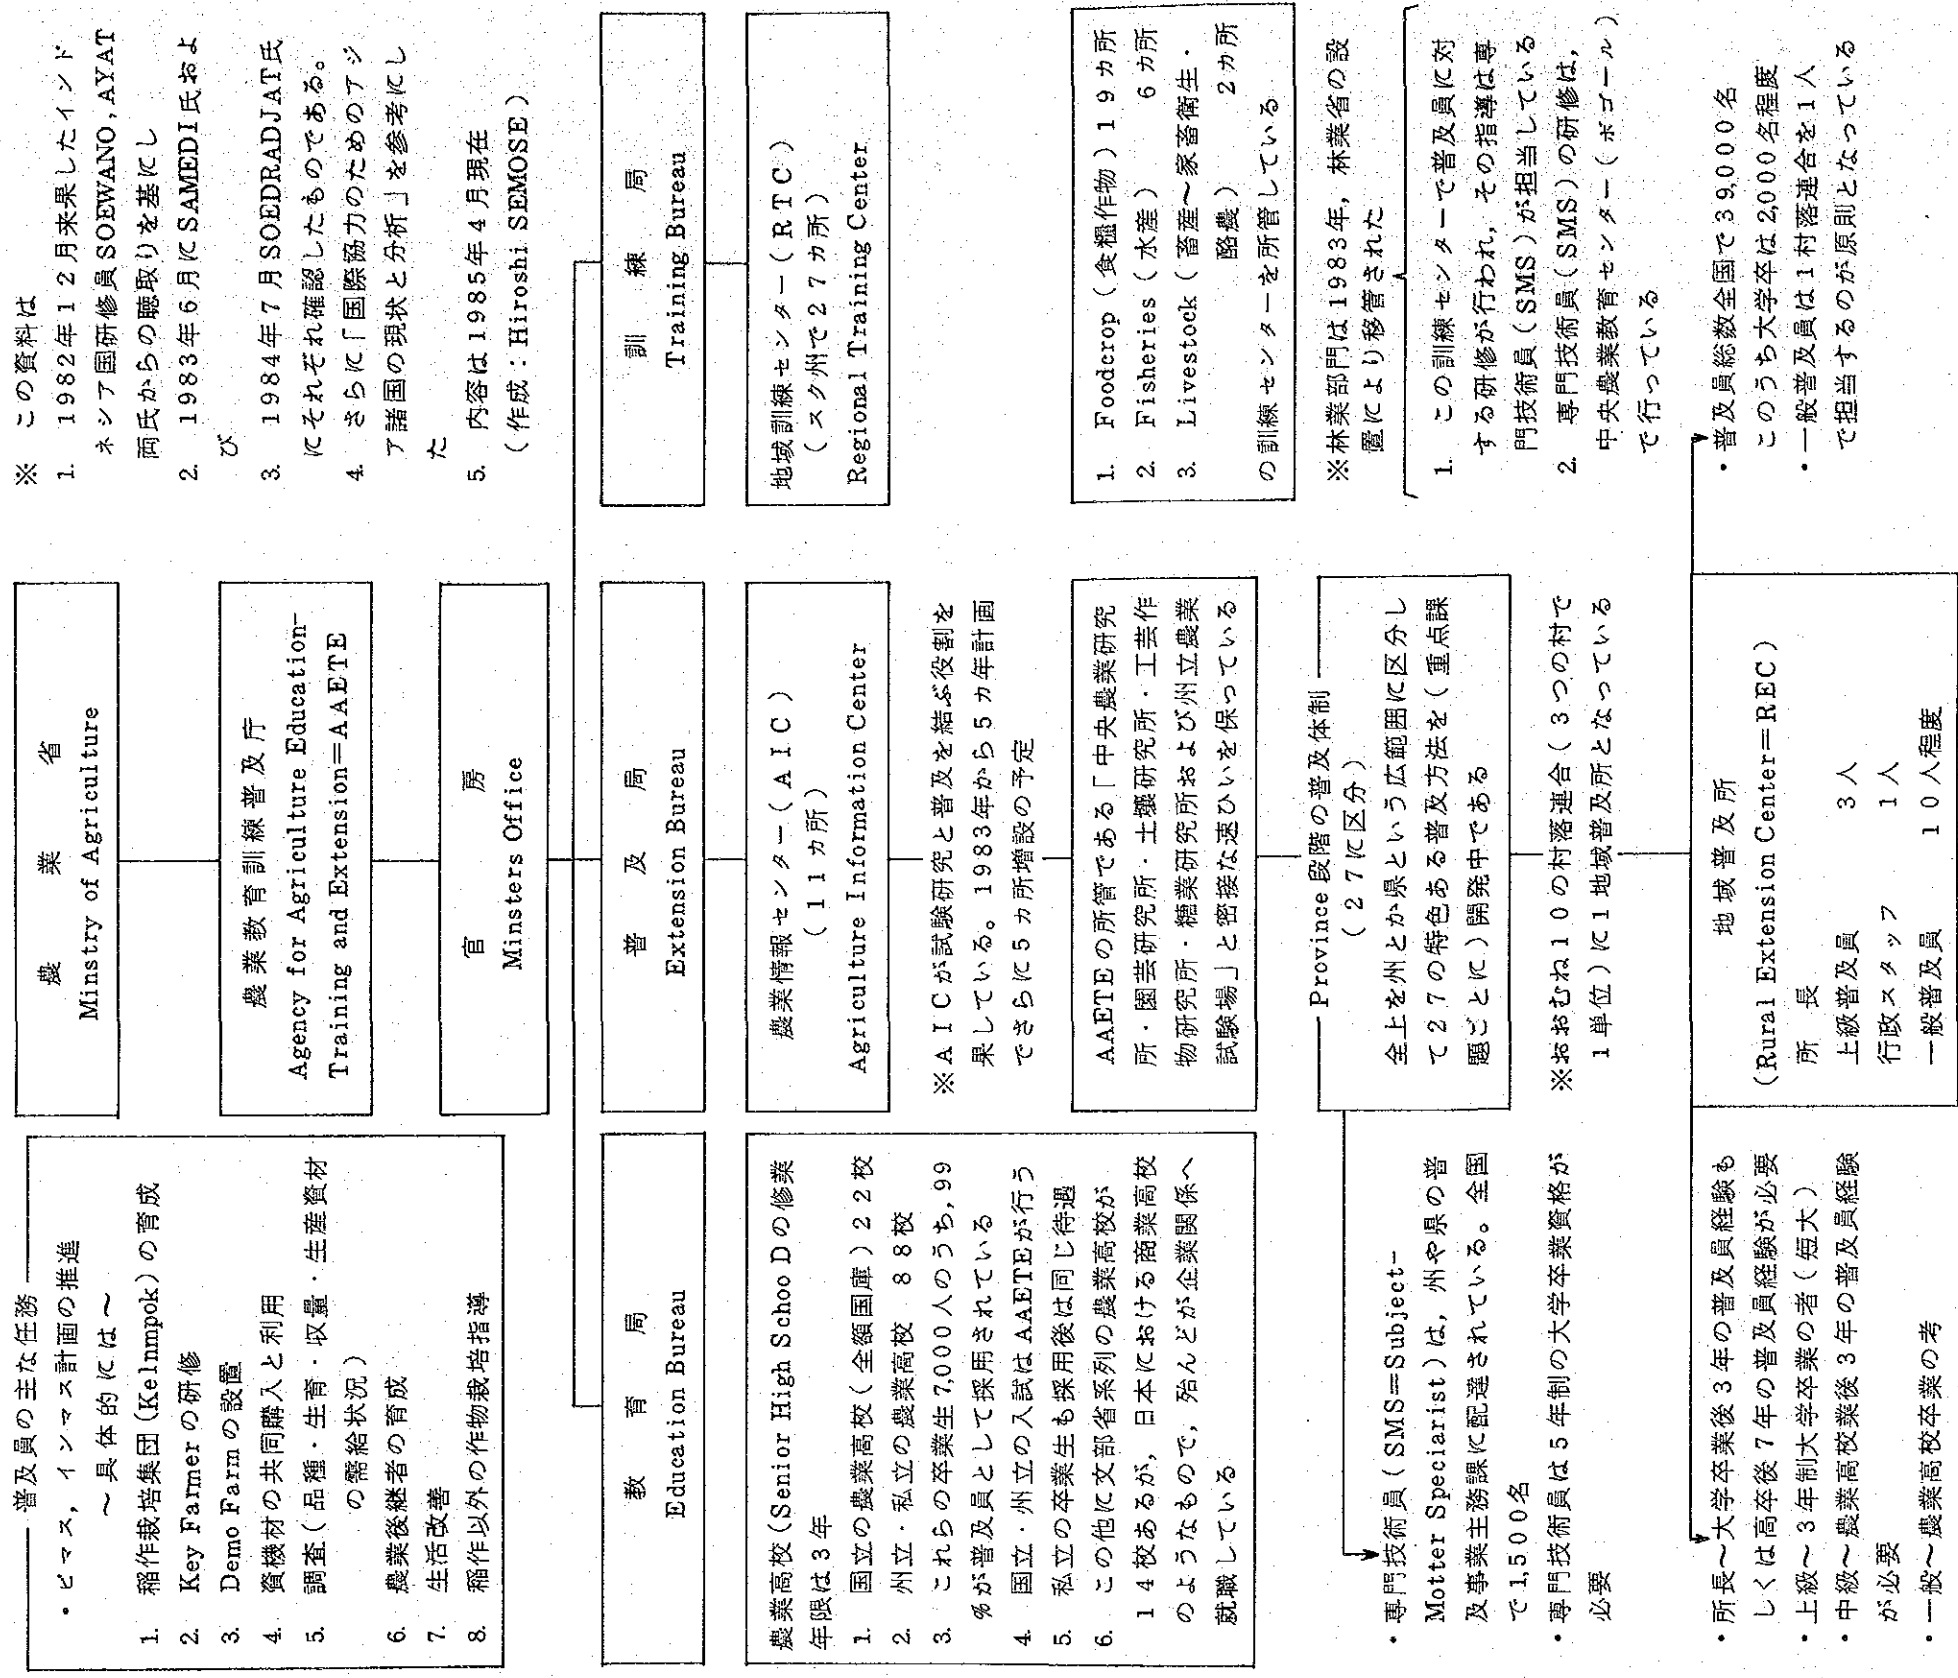 普及員の主な任務
・ビマス，インマス計画の推進
～具体的には～
1. 稲作栽培集団(Kelnmpok)の育成
2. Key Farmerの研修
3. Demo Farmの設置
4. 資機材の共同購入と利用
5. 調査(品種・生育・収量・生産資材
の需給状況)
6. 農業後継者の育成
7. 生活改善
8. 稲作以外の作物栽培指導
農業省
Minstry of Agriculture
農業教育訓練普及庁
Agency for Agriculture Education-
Training and Extension=AAETE
官房
Minsters Office
※ この資料は
1. 1982年12月来果したインド
ネシア国研修員SOEWANO,AYAT
両氏からの聴取りを基にし
2. 1983年6月にSAMEDI氏およ
び
3. 1984年7月SOEDRADJAT氏
にそれぞれ確認したものである。
4. さらに「国際協力のためのアジ
ア諸国の現状と分析」を参考にし
た
5. 内容は1985年4月現在
(作成：Hiroshi SEMOSE)
教育局
Education Bureau
農業高校(Senior High Schoo Dの修業
年限は3年
1. 国立の農業高校(全額国庫)22校
2. 州立・私立の農業高校 88校
3. これらの卒業生7,000人のうち,99
%が普及員として採用されている
4. 国立・州立の入試はAAETEが行う
5. 私立の卒業生も採用後は同じ待遇
6. この他に文部省系列の農業高校が
14校あるが，日本における商業高校
のようなもので，殆んどが企業関係へ
就職している
普及局
Extension Bureau
農業情報センター(AIC)
(11カ所)
Agriculture Information Center
※AICが試験研究と普及を結ぶ役割を
果している。1983年から5カ年計画
でさらに5カ所増設の予定
AAETEの所管である「中央農業研究
所・園芸研究所・土壌研究所・工芸作
物研究所・糖業研究所および州立農業
試験場」と密接な連ひいを保っている
Province段階の普及体制
(27に区分)
全土を州とか県という広範囲に区分し
て27の特色ある普及方法を(重点課
題ごとに)開発中である
※おおむね10の村落連合(3つの村で
1単位)に1地域普及所となっている
訓練局
Training Bureau
地域訓練センター(RTC)
(スク州で27カ所)
Regional Training Center
1. Foodcrop(食糧作物)19カ所
2. Fisheries(水産) 6カ所
3. Livestock(畜産～家畜衛生・
酪農) 2カ所
の訓練センターを所管している
※林業部門は1983年，林業省の設
置により移管された
1. この訓練センターで普及員に対
する研修が行われ，その指導は専
門技術員(SMS)が担当している
2. 専門技術員(SMS)の研修は，
中央農業教育センター(ボゴール)
で行っている
・専門技術員(SMS=Subject-
Motter Speciarist)は，州や県の普
及事業主務課に配達されている。全国
で1,500名
・専門技術員は5年制の大学卒業資格が
必要
・所長～大学卒業後3年の普及員経験も
しくは高卒後7年の普及員経験が必要
・上級～3年制大学卒業の者(短大)
・中級～農業高校業後3年の普及員経験
が必要
・一般～農業高校卒業の考
地域普及所
(Rural Extension Center=REC)
所長
上級普及員 3人
行政スタッフ 1人
一般普及員 10人程度
・普及員総数全国で39,000名
このうち大学卒は2,000名程度
・一般普及員は1村落連合を1人
で担当するのが原則となっている